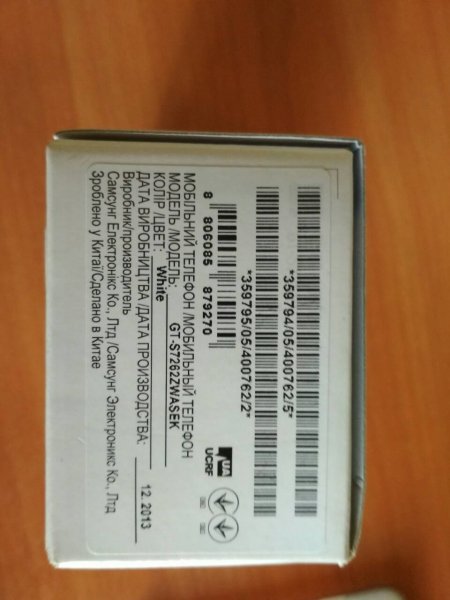 *359794/05/400762/5*
*359795/05/400762/2*
8 806085 879270
UA
UCRF
МОБІЛЬНИЙ ТЕЛЕФОН /МОБИЛЬНЫЙ ТЕЛЕФОН
МОДЕЛЬ /МОДЕЛЬ: GT-S7262ZWASEK
КОЛІР /ЦВЕТ: White
ДАТА ВИРОБНИЦТВА /ДАТА ПРОИЗВОДСТВА: 12. 2013
Виробник/производитель
Самсунг Електронікс Ко., Лтд /Самсунг Электроникс Ко., Лтд
Зроблено у Китаї/Сделано в Китае